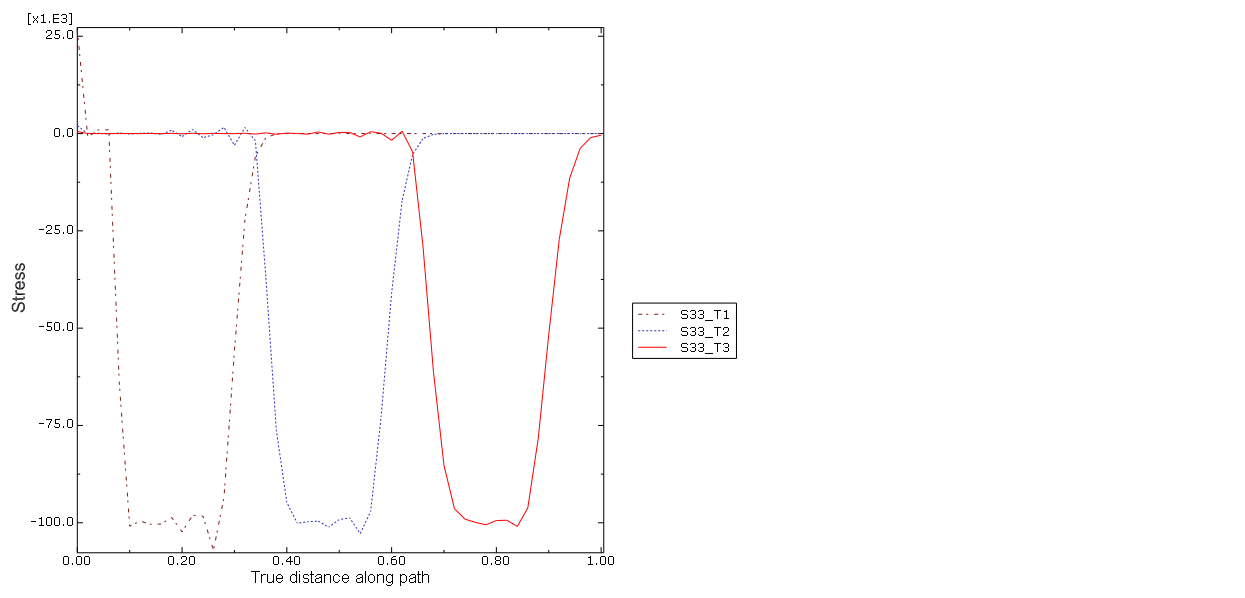 [x1.E3]
25.0
0.0
-25.0
-50.0
-75.0
-100.0
Stress
0.00 0.20 0.40 0.60 0.80 1.00
True distance along path
S33_T1
S33_T2
S33_T3